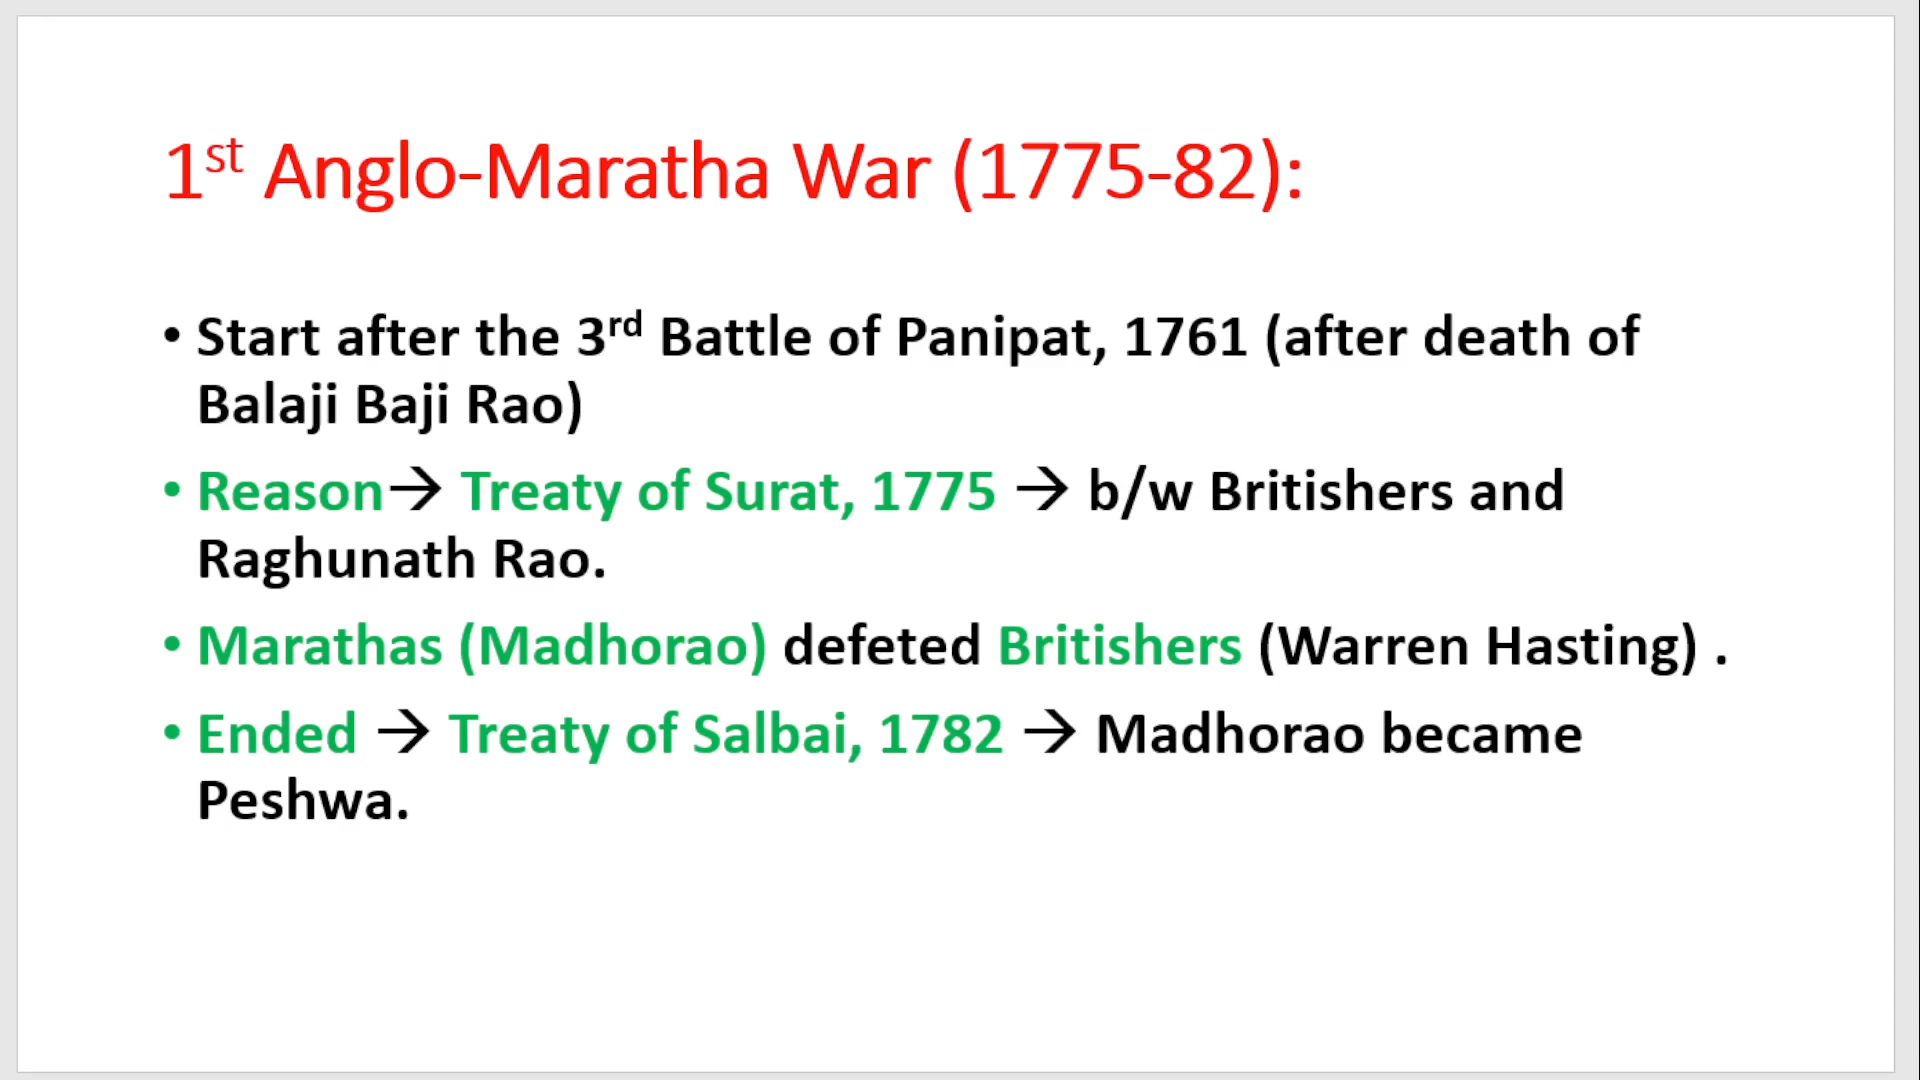 1st Anglo-Maratha War (1775-82):
• Start after the 3rd Battle of Panipat, 1761 (after death of
Balaji Baji Rao)
• Reason→ Treaty of Surat, 1775 → b/w Britishers and
Raghunath Rao.
• Marathas (Madhorao) defeted Britishers (Warren Hasting) .
• Ended → Treaty of Salbai, 1782 → Madhorao became
Peshwa.